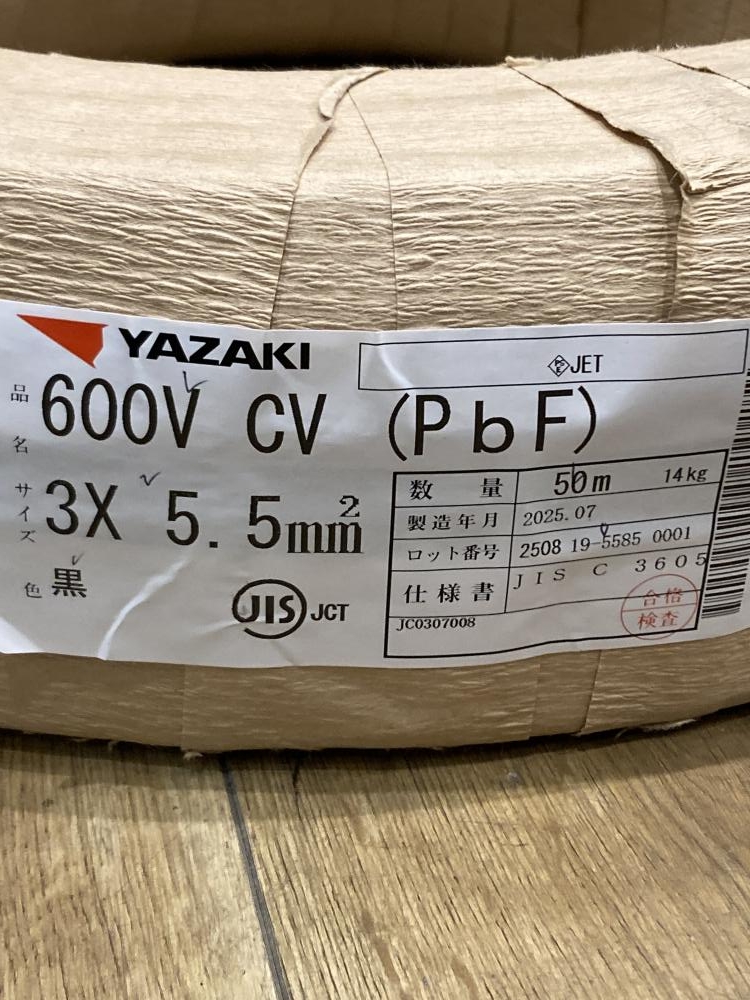 YAZAKI
PS
E JET
品名 600V CV (PbF)
サイズ 3X 5.5mm²
色 黒
JIS JCT
数量 50m 14kg
製造年月 2025.07
ロット番号 2508 19-5585 0001
仕様書 JIS C 3605
JC0307008
合格
検査